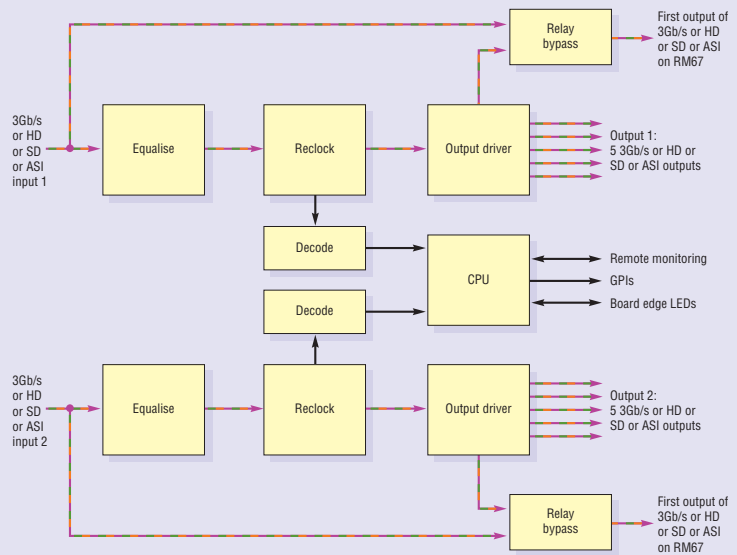 Relay
bypass
First output of
3Gb/s or HD
or SD or ASI
on RM67
3Gb/s
or HD
or SD
or ASI
input 1
Equalise
Reclock
Output driver
Output 1:
5 3Gb/s or HD or
SD or ASI outputs
Decode
CPU
Remote monitoring
GPIs
Board edge LEDs
Decode
3Gb/s
or HD
or SD
or ASI
input 2
Equalise
Reclock
Output driver
Output 2:
5 3Gb/s or HD or
SD or ASI outputs
Relay
bypass
First output of
3Gb/s or HD
or SD or ASI
on RM67